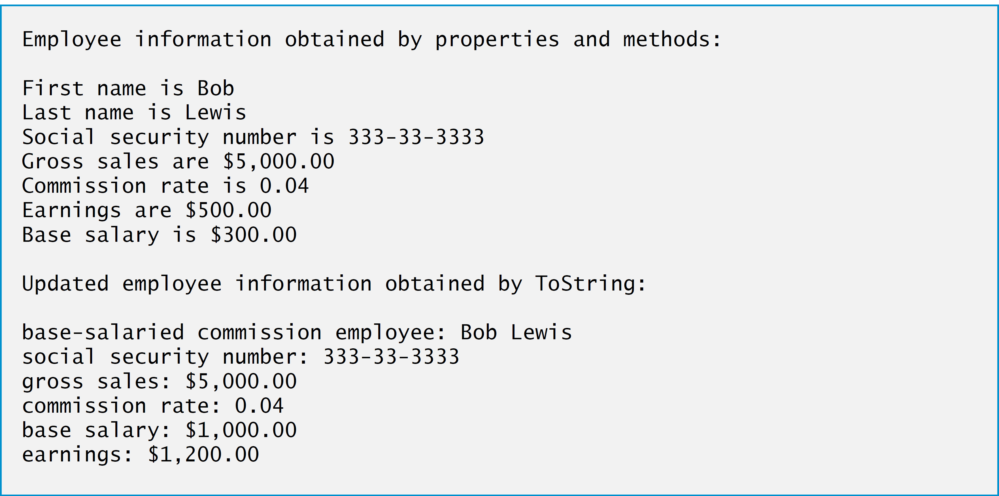 Employee information obtained by properties and methods:
First name is Bob
Last name is Lewis
Social security number is 333-33-3333
Gross sales are $5,000.00
Commission rate is 0.04
Earnings are $500.00
Base salary is $300.00
Updated employee information obtained by ToString:
base-salaried commission employee: Bob Lewis
social security number: 333-33-3333
gross sales: $5,000.00
commission rate: 0.04
base salary: $1,000.00
earnings: $1,200.00